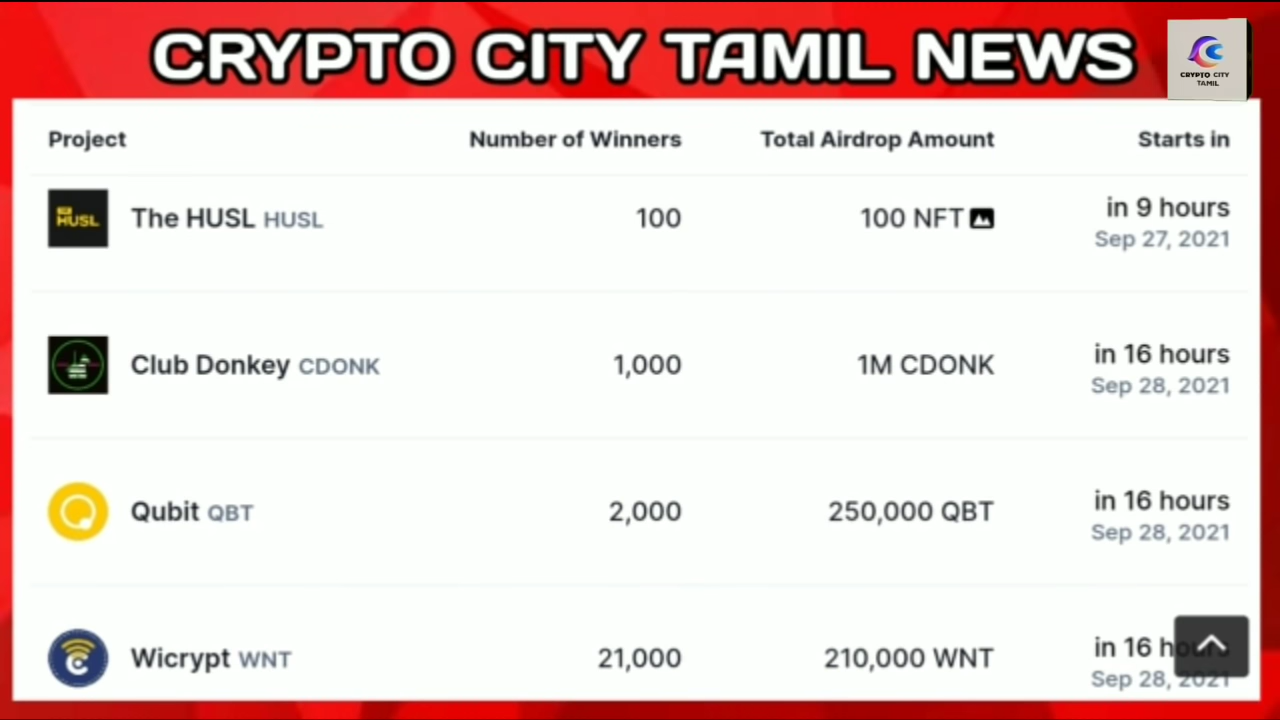 CRYPTO CITY TAMIL NEWS
CRYPTO CITY
TAMIL
Project Number of Winners Total Airdrop Amount Starts in
HUSL The HUSL HUSL 100 100 NFT in 9 hours
Sep 27, 2021
Club Donkey CDONK 1,000 1M CDONK in 16 hours
Sep 28, 2021
Qubit QBT 2,000 250,000 QBT in 16 hours
Sep 28, 2021
Wicrypt WNT 21,000 210,000 WNT in 16 hours
Sep 28, 2021